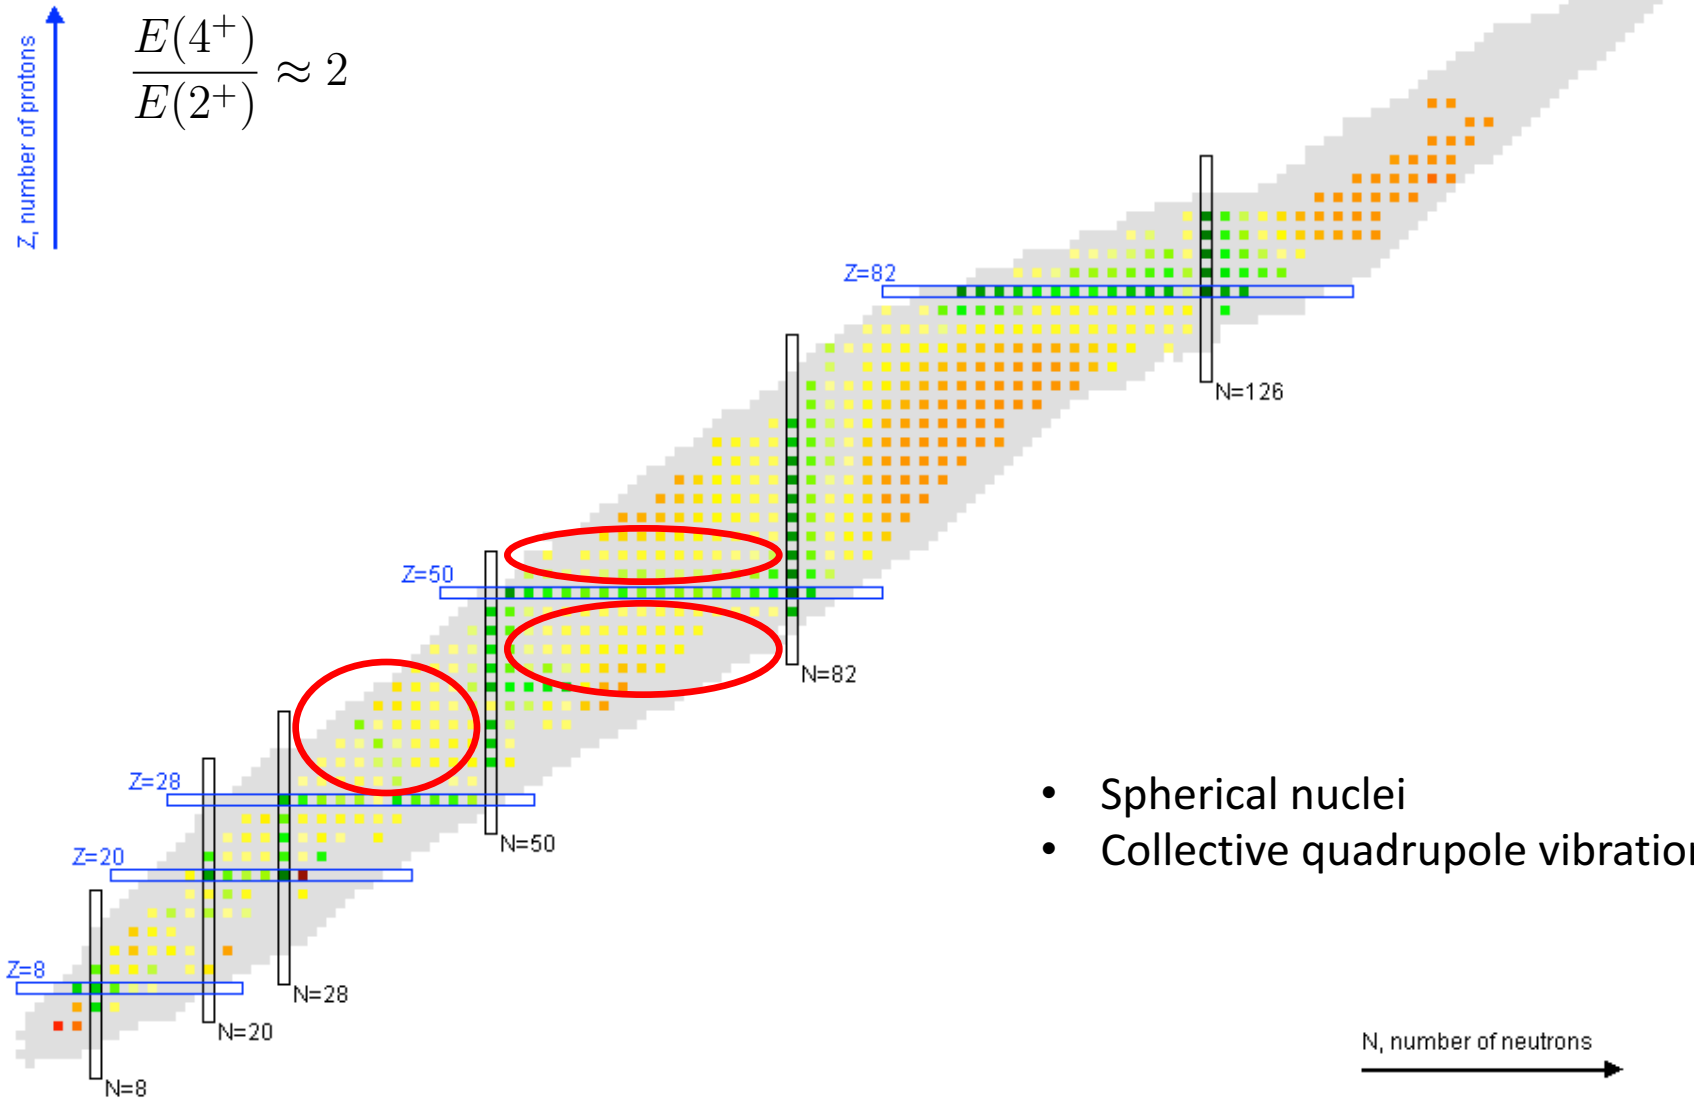 Z, number of protons
E(4⁺)
E(2⁺)
≈ 2
Z=82
N=126
Z=50
N=82
Z=28
N=50
Z=20
N=28
Z=8
N=20
N=8
• Spherical nuclei
• Collective quadrupole vibration
N, number of neutrons